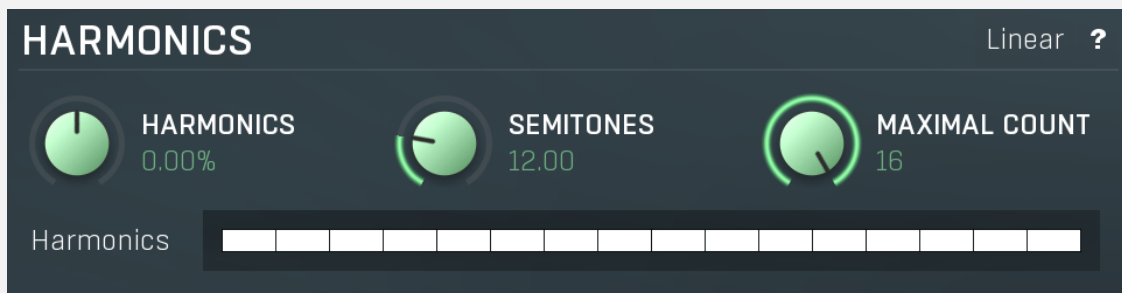 HARMONICS
Linear ?
HARMONICS
0.00%
SEMITONES
12.00
MAXIMAL COUNT
16
Harmonics